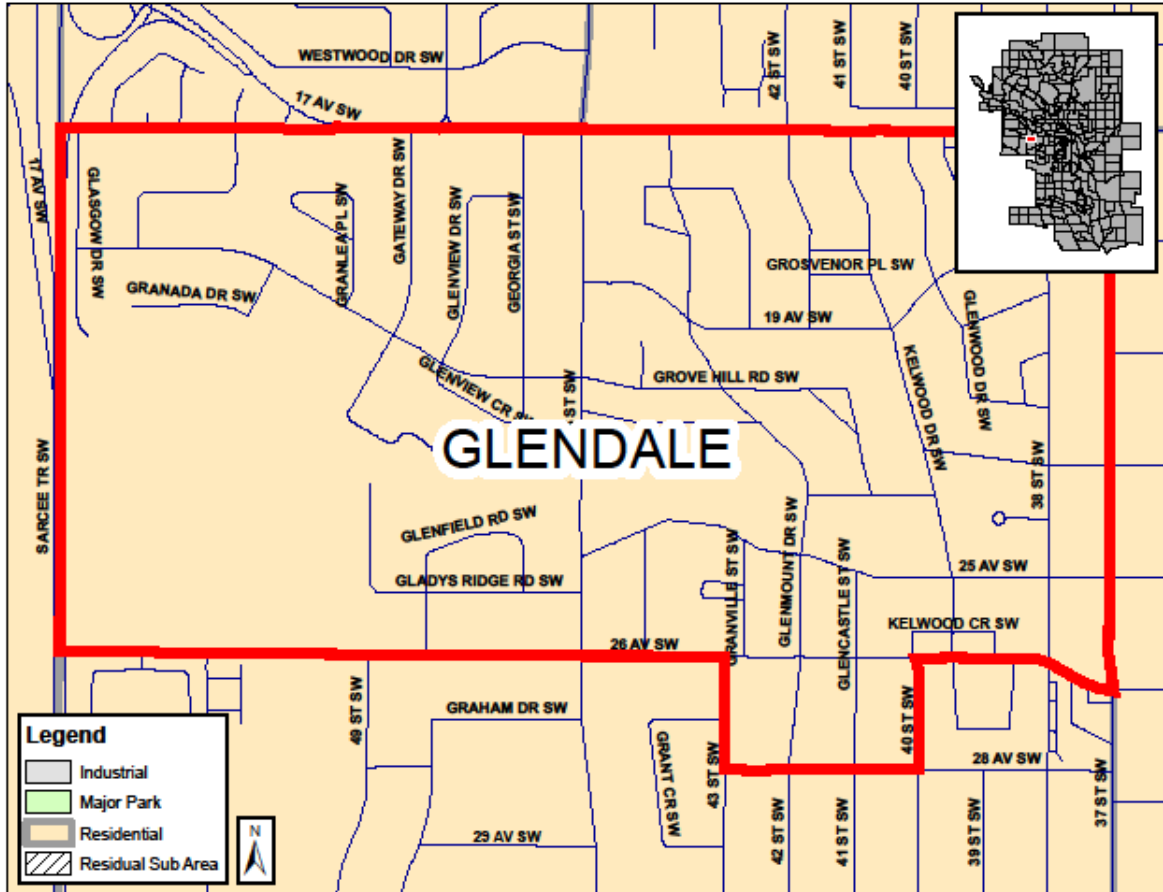 WESTWOOD DR SW
42 ST SW
41 ST SW
40 ST SW
17 AV SW
17 AV SW
GLASGOW DR SW
GRANLEA PL SW
GATEWAY DR SW
GLENVIEW DR SW
GEORGIA ST SW
GRANADA DR SW
GROSVENOR PL SW
19 AV SW
GLENWOOD DR SW
KELWOOD DR SW
GLENVIEW CR SW
GROVE HILL RD SW
ST SW
GLENDALE
38 ST SW
SARCEE TR SW
GLENFIELD RD SW
GLADYS RIDGE RD SW
GRANVILLE ST SW
GLENMOUNT DR SW
GLENCASTLE ST SW
25 AV SW
KELWOOD CR SW
26 AV SW
49 ST SW
GRAHAM DR SW
GRANT CR SW
43 ST SW
40 ST SW
28 AV SW
37 ST SW
29 AV SW
42 ST SW
41 ST SW
39 ST SW
Legend
Industrial
Major Park
Residential
Residual Sub Area
N